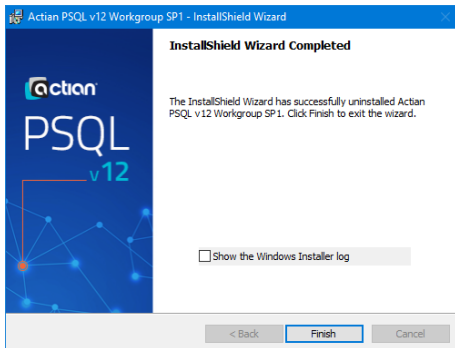 Actian PSQL v12 Workgroup SP1 - InstallShield Wizard
InstallShield Wizard Completed
actian
PSQL
v12
The InstallShield Wizard has successfully uninstalled Actian
PSQL v12 Workgroup SP1. Click Finish to exit the wizard.
Show the Windows Installer log
< Back
Finish
Cancel